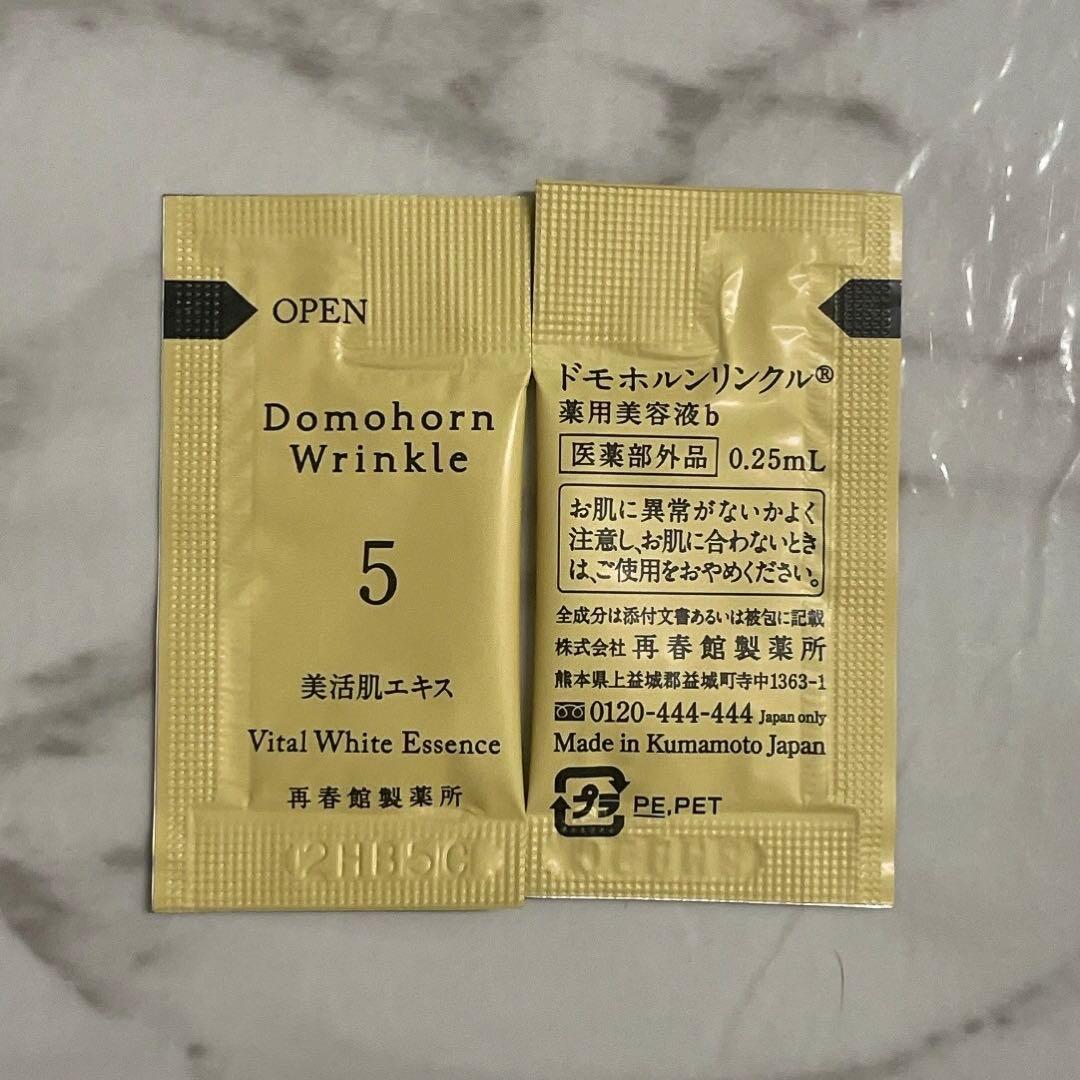 OPEN
Domohorn
Wrinkle
5
美活肌エキス
Vital White Essence
再春館製薬所
2HB5C
ドモホルンリンクル®
薬用美容液b
医薬部外品 0.25mL
お肌に異常がないかよく
注意し、お肌に合わないとき
は、ご使用をおやめください。
全成分は添付文書あるいは被包に記載
株式会社 再春館製薬所
熊本県上益城郡益城町寺中1363-1
0120-444-444 Japan only
Made in Kumamoto Japan
プラ PE,PET